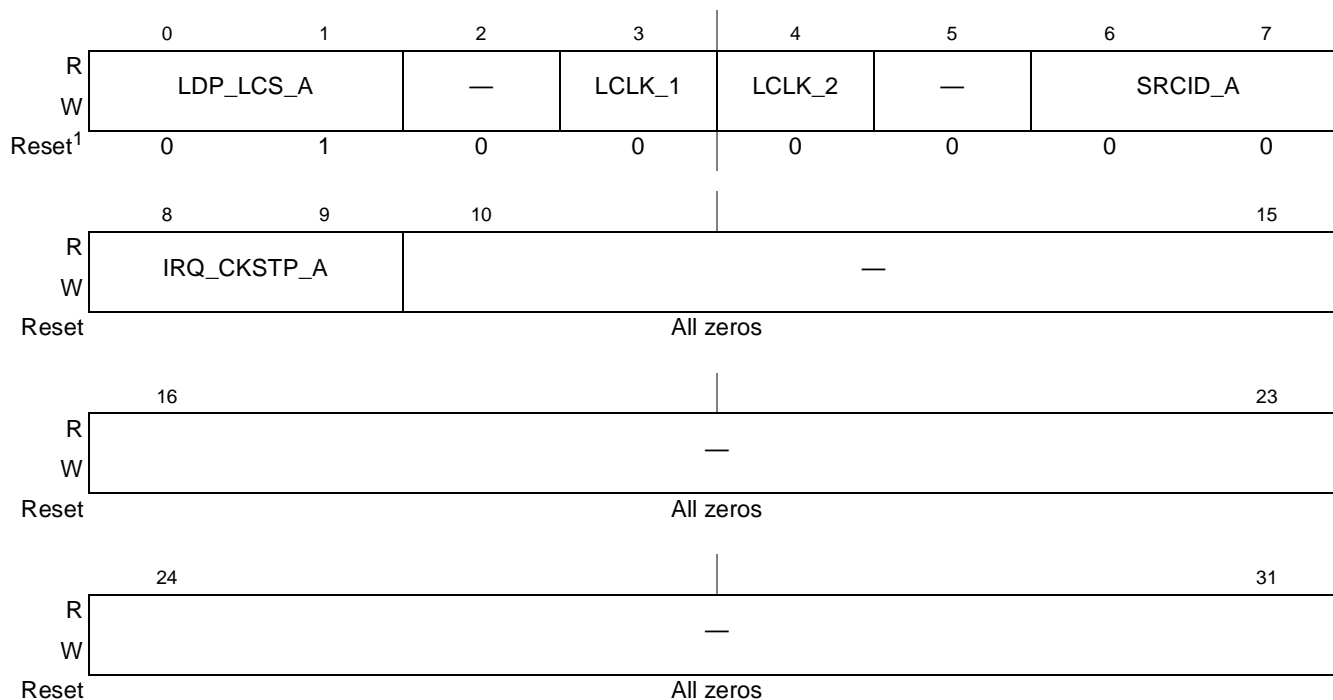 0 1 2 3 4 5 6 7
R
W
LDP_LCS_A — LCLK_1 LCLK_2 — SRCID_A
Reset1 0 1 0 0 0 0 0 0
8 9 10 15
R
W
IRQ_CKSTP_A —
Reset All zeros
16 23
R
W
—
Reset All zeros
24 31
R
W
—
Reset All zeros